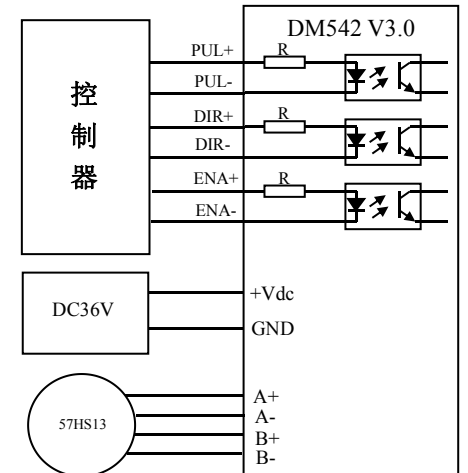 DM542 V3.0
控
制
器
PUL+
R
PUL-
DIR+
R
DIR-
ENA+
R
ENA-
DC36V
+Vdc
GND
57HS13
A+
A-
B+
B-